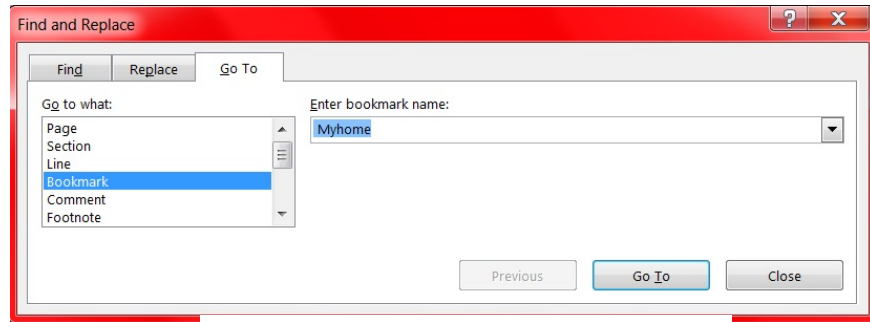 Find and Replace
Find Replace Go To
Go to what:
Page
Section
Line
Bookmark
Comment
Footnote
Enter bookmark name:
Myhome
Previous Go To Close